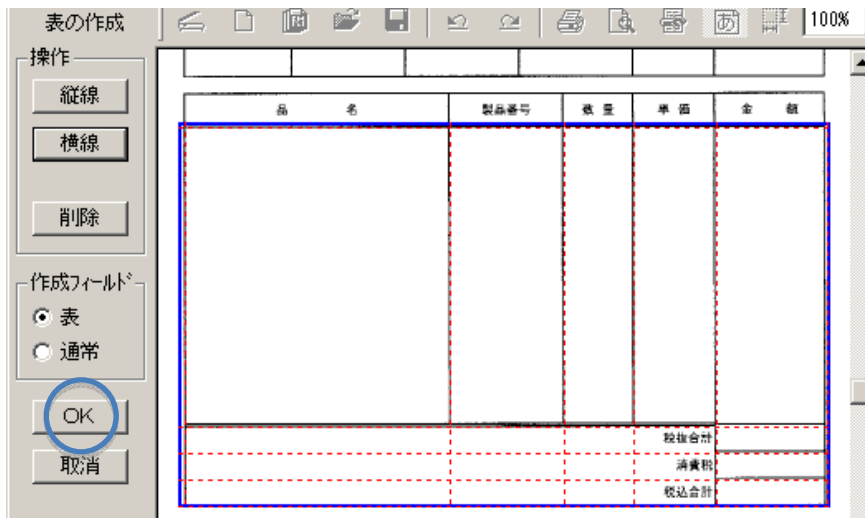 表の作成
100%
操作
縦線
横線
削除
作成フィールド
表
通常
OK
取消
品 名 製品番号 数 量 単 価 金 額
税抜合計
消費税
税込合計